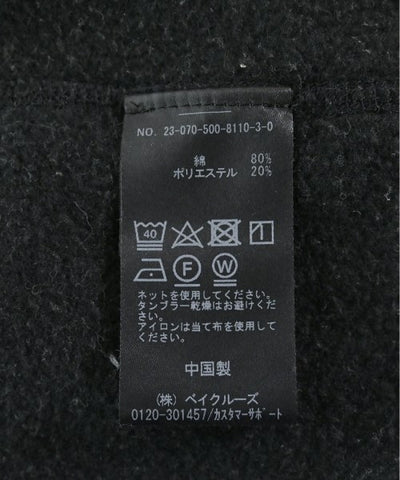 NO. 23-070-500-8110-3-0
綿 80%
ポリエステル 20%
40
F W
ネットを使用してください。
タンブラー乾燥はお避けくだ
さい。
アイロンは当て布を使用して
ください。
中国製
(株) ベイクルーズ
0120-301457/カスタマーサポート